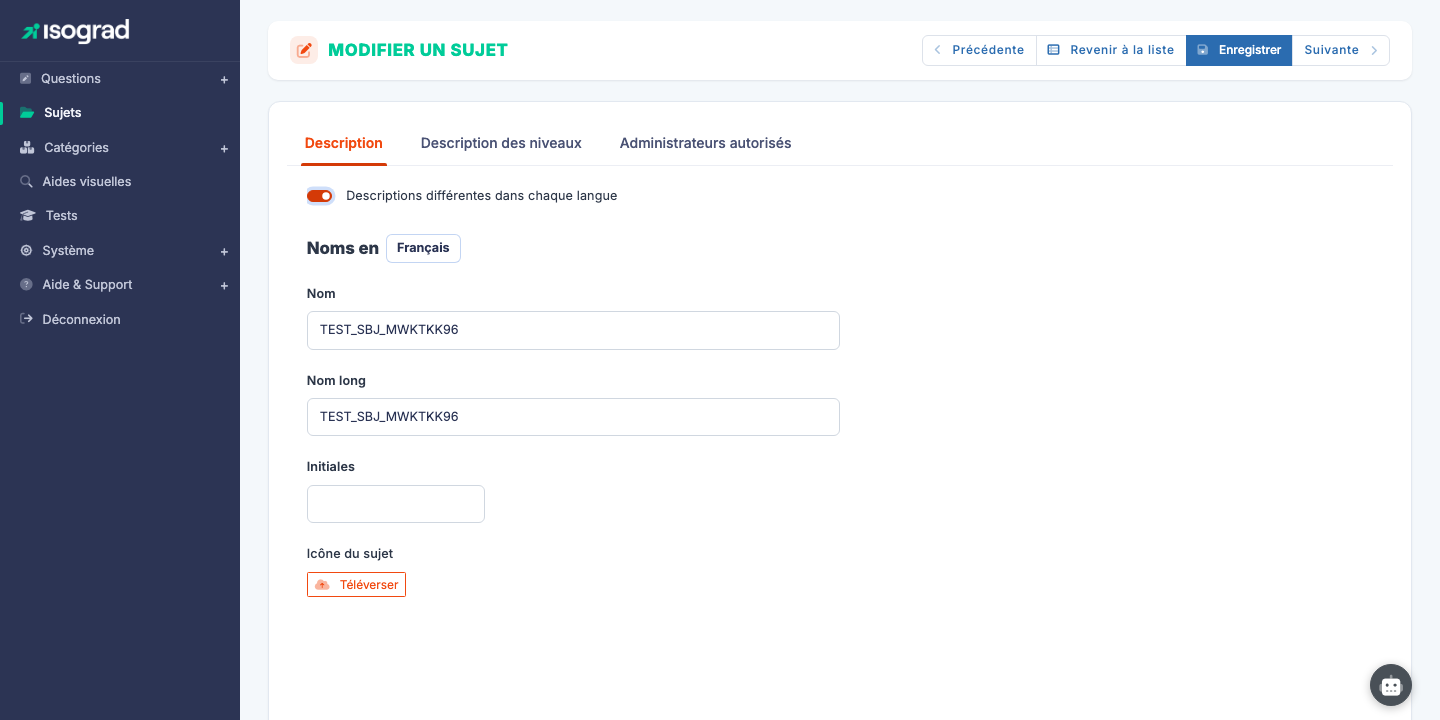 isograd
MODIFIER UN SUJET
Précédente
Revenir à la liste
Enregistrer
Suivante
Questions +
Sujets
Catégories +
Aides visuelles
Tests
Système +
Aide & Support +
Déconnexion
Description
Description des niveaux
Administrateurs autorisés
Descriptions différentes dans chaque langue
Noms en Français
Nom
TEST_SBJ_MWKTKK96
Nom long
TEST_SBJ_MWKTKK96
Initiales
Icône du sujet
Téléverser